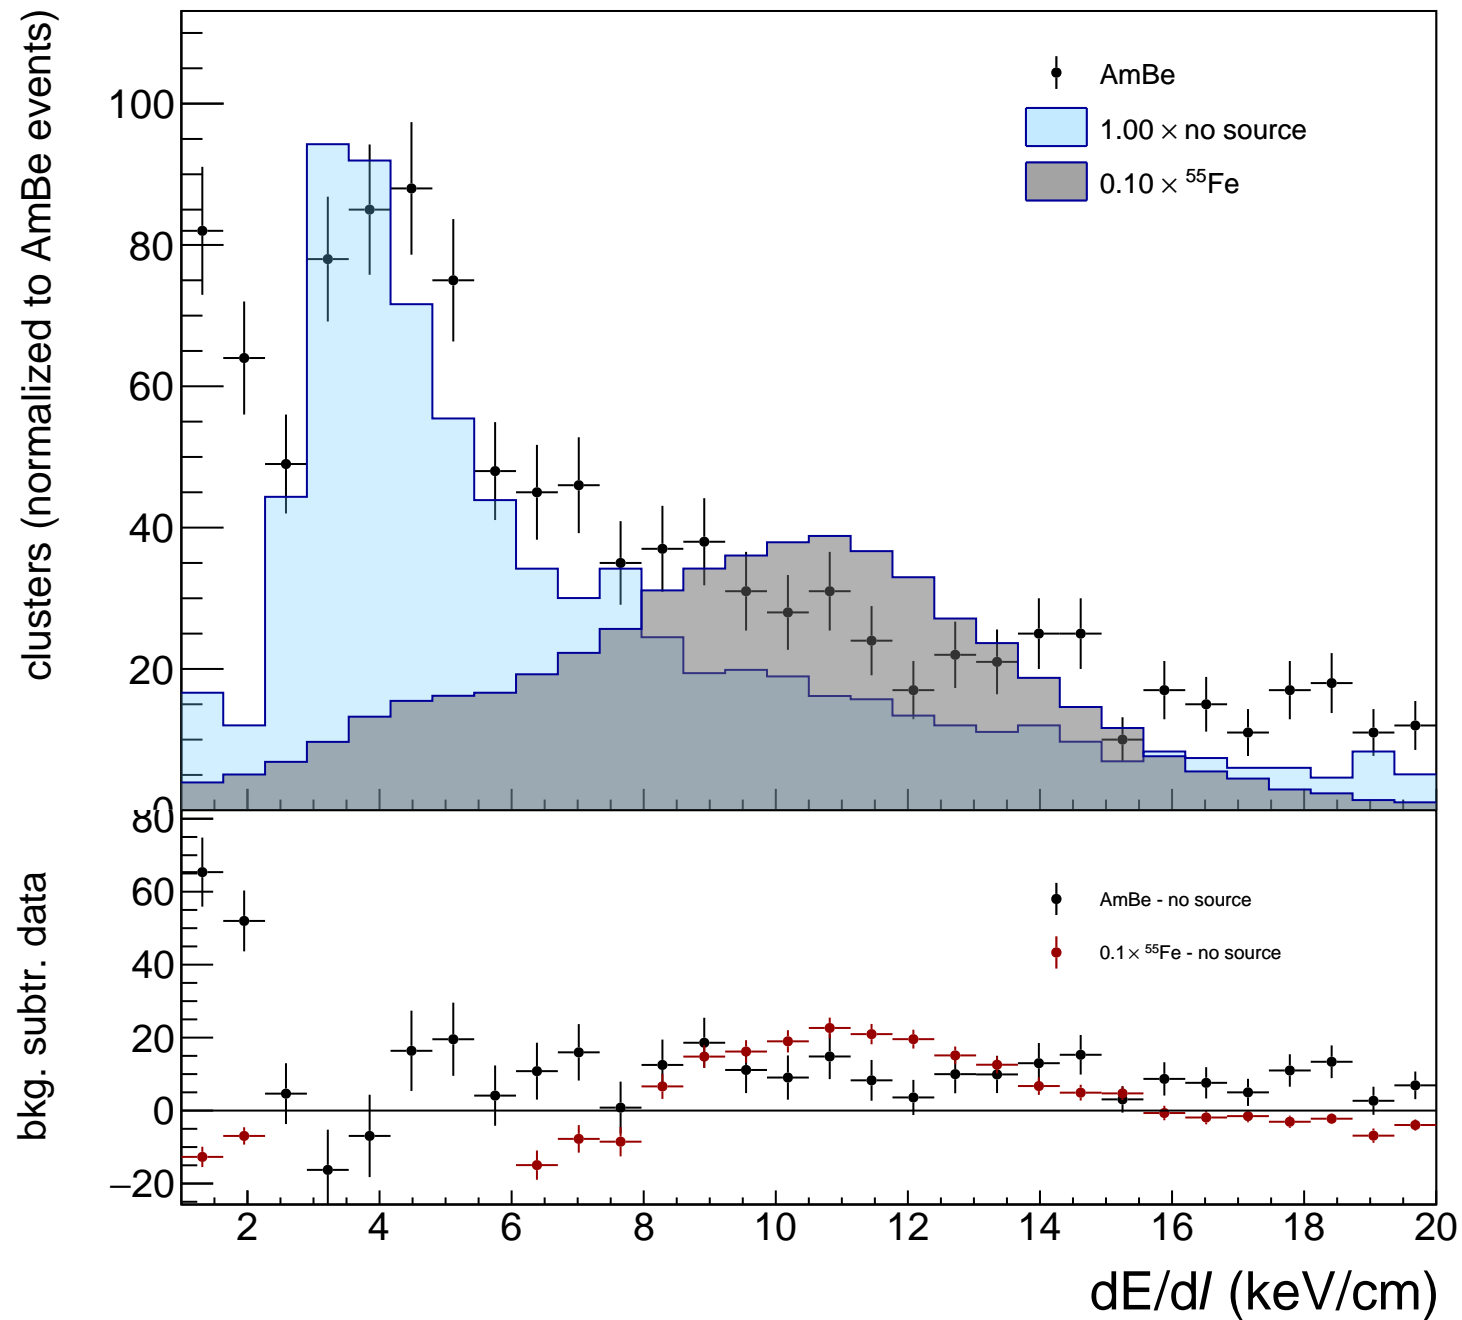 clusters (normalized to AmBe events)
100
80
60
40
20
0
AmBe
1.00 × no source
0.10 × ⁵⁵Fe
bkg. subtr. data
80
60
40
20
0
−20
AmBe - no source
0.1× ⁵⁵Fe - no source
2 4 6 8 10 12 14 16 18 20
dE/dl (keV/cm)